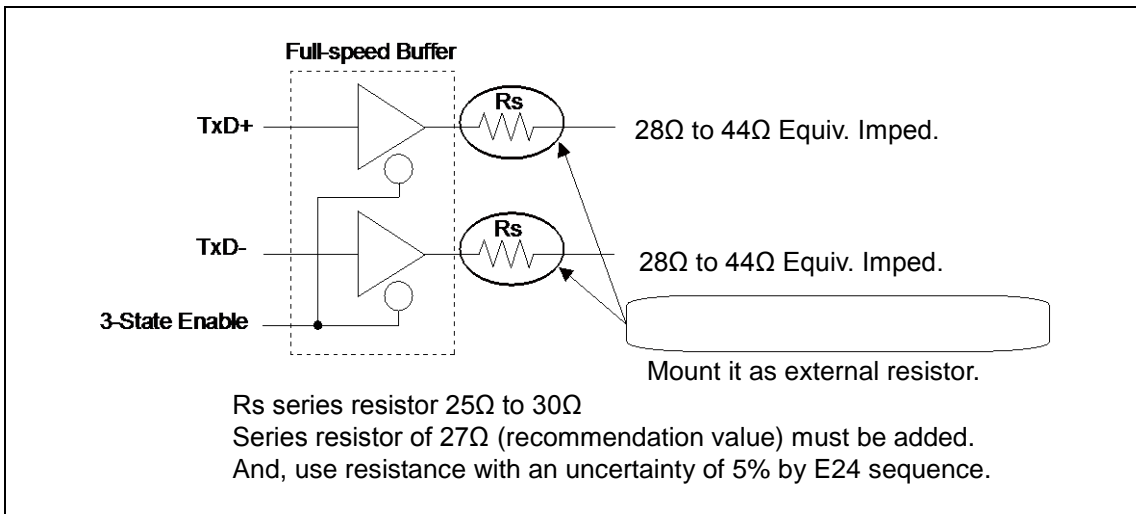 Full-speed Buffer
Rs
TxD+
28Ω to 44Ω Equiv. Imped.
Rs
TxD-
28Ω to 44Ω Equiv. Imped.
3-State Enable
Mount it as external resistor.
Rs series resistor 25Ω to 30Ω
Series resistor of 27Ω (recommendation value) must be added.
And, use resistance with an uncertainty of 5% by E24 sequence.